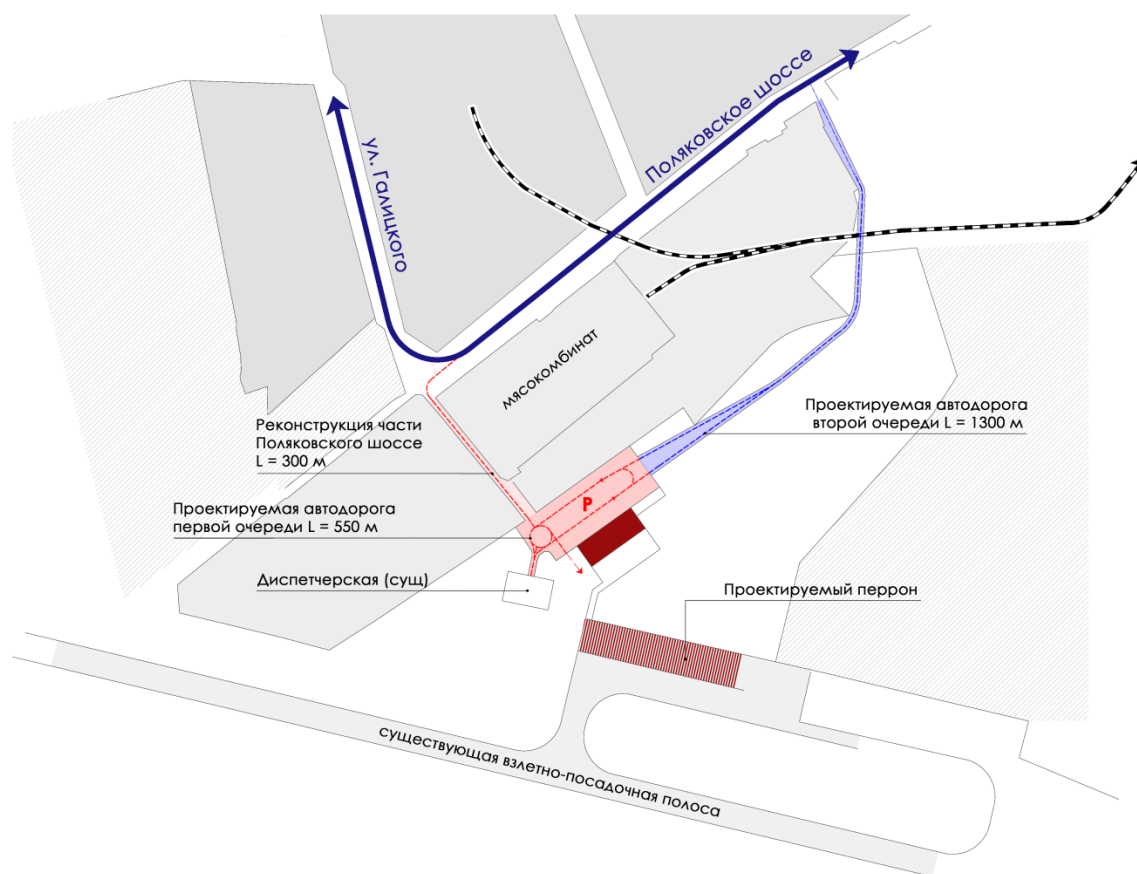 Поляковское шоссе
ул. Галицкого
мясокомбинат
Реконструкция части
Поляковского шоссе
L = 300 м
Проектируемая автодорога
второй очереди L = 1300 м
Проектируемая автодорога
первой очереди L = 550 м
P
Диспетчерская (сущ)
Проектируемый перрон
существующая взлетно-посадочная полоса